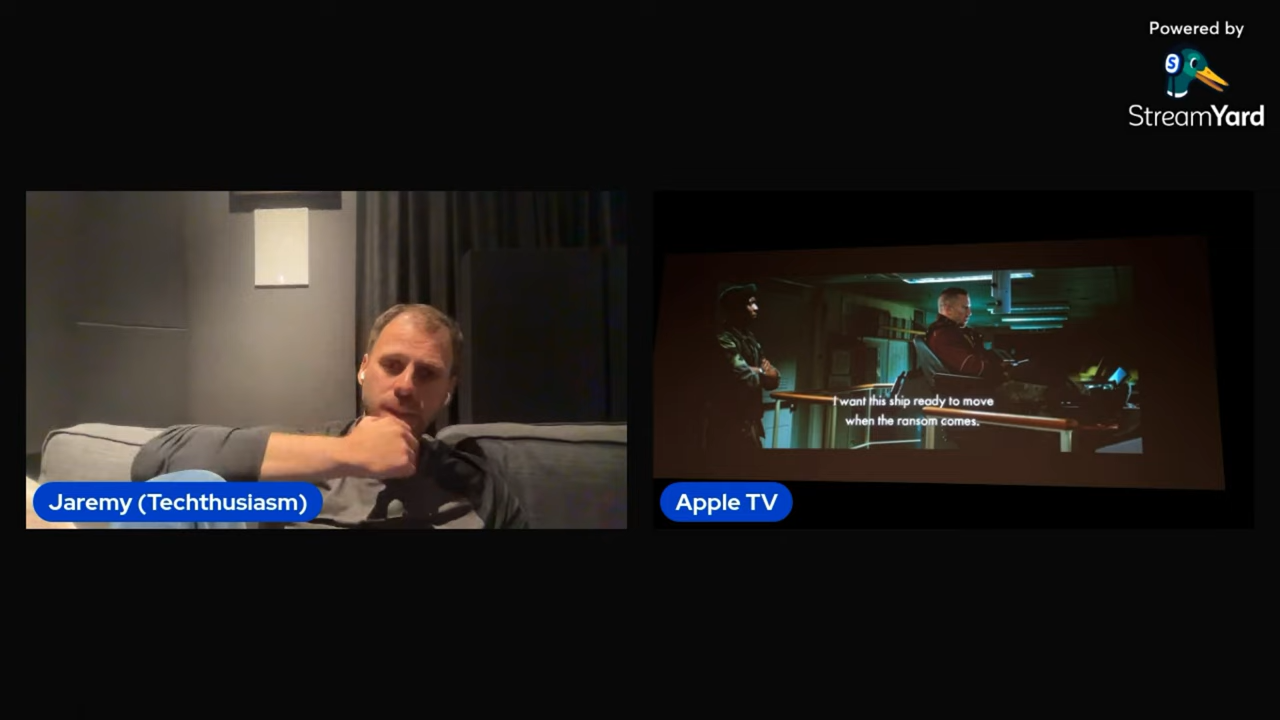 Powered by
S
StreamYard
I want this ship ready to move
when the ransom comes.
Jaremy (Techthusiasm)
Apple TV